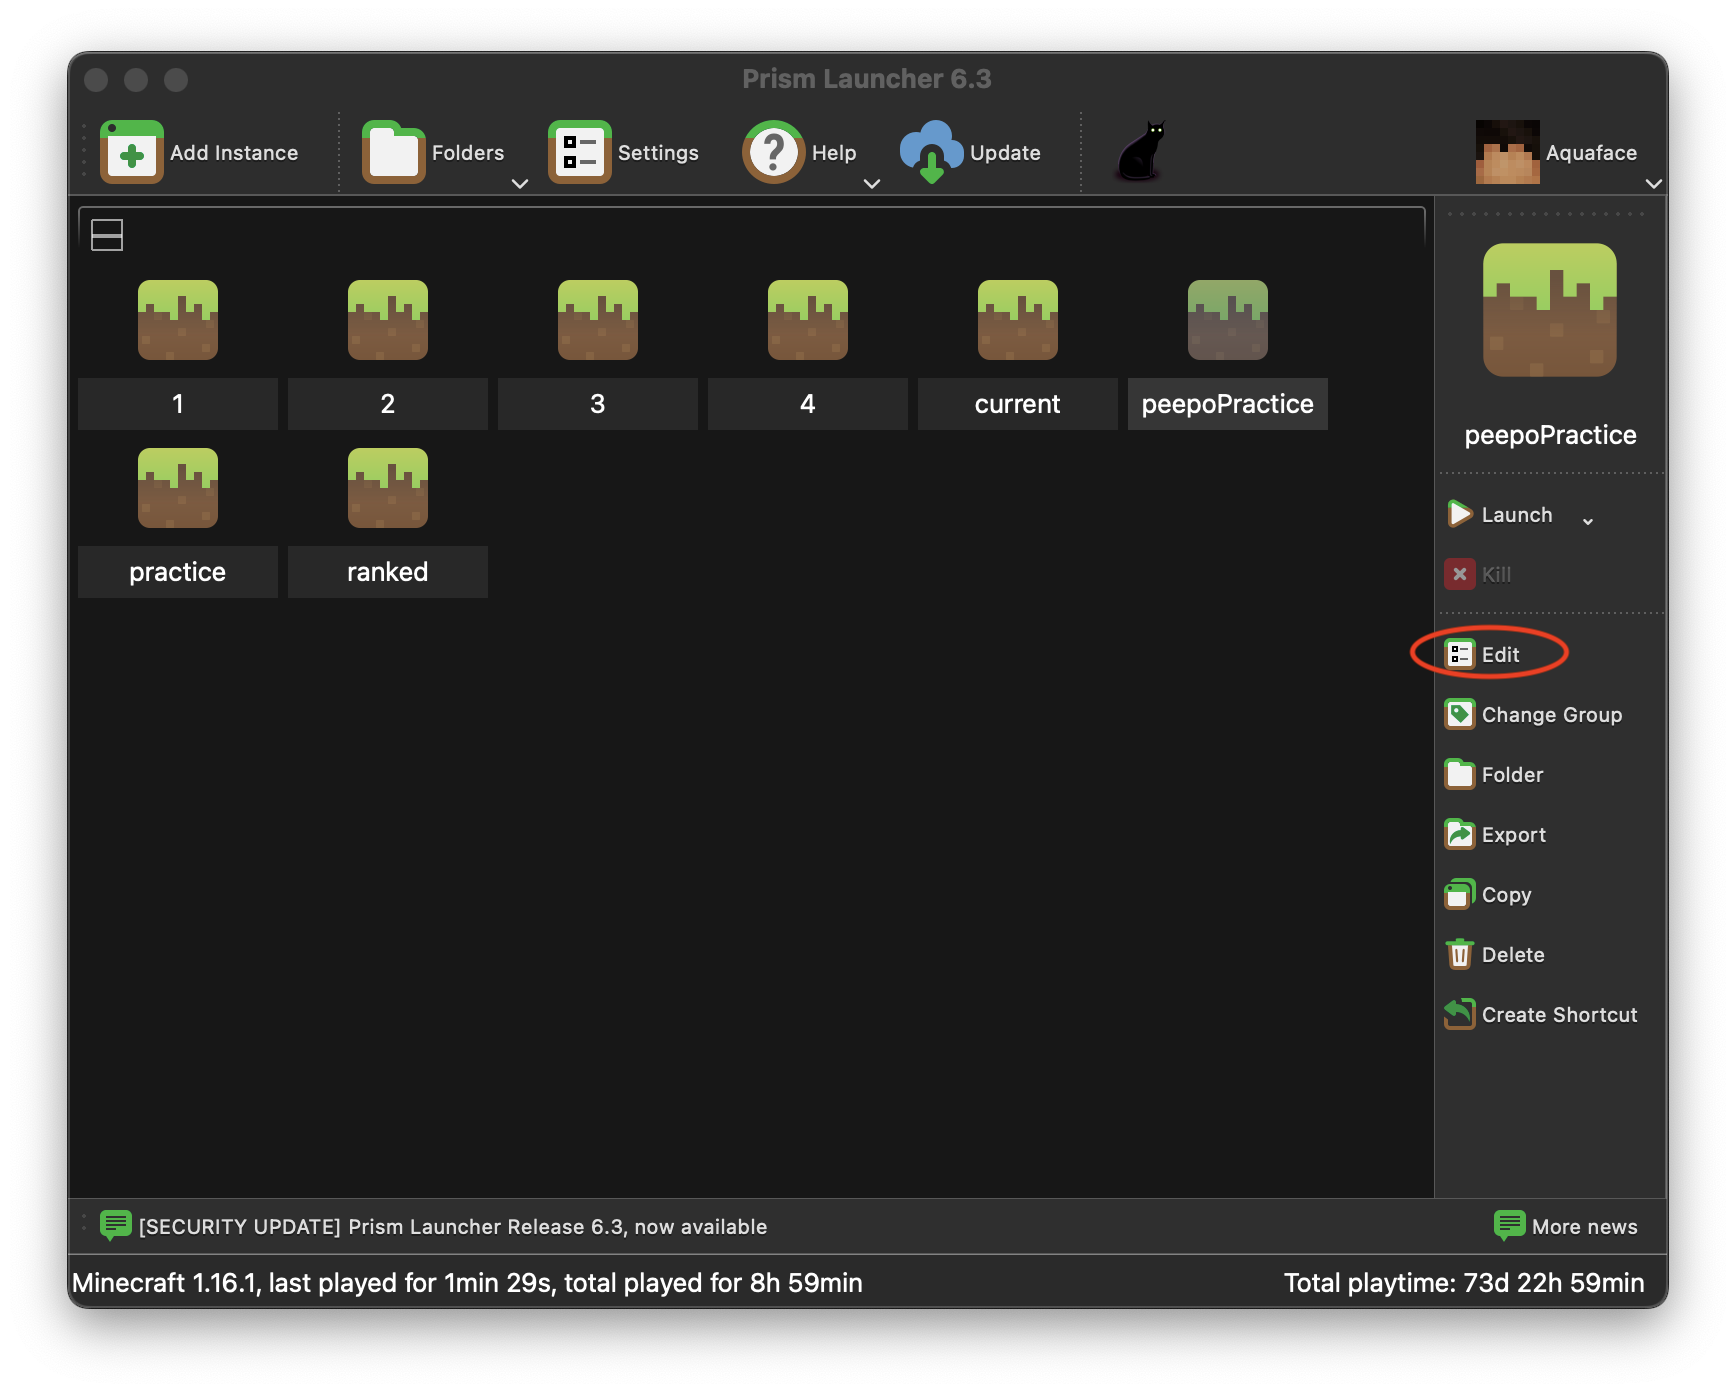 Prism Launcher 6.3
Add Instance
Folders
Settings
Help
Update
Aquaface
1
2
3
4
current
peepoPractice
practice
ranked
peepoPractice
Launch
Kill
Edit
Change Group
Folder
Export
Copy
Delete
Create Shortcut
[SECURITY UPDATE] Prism Launcher Release 6.3, now available
More news
Minecraft 1.16.1, last played for 1min 29s, total played for 8h 59min
Total playtime: 73d 22h 59min